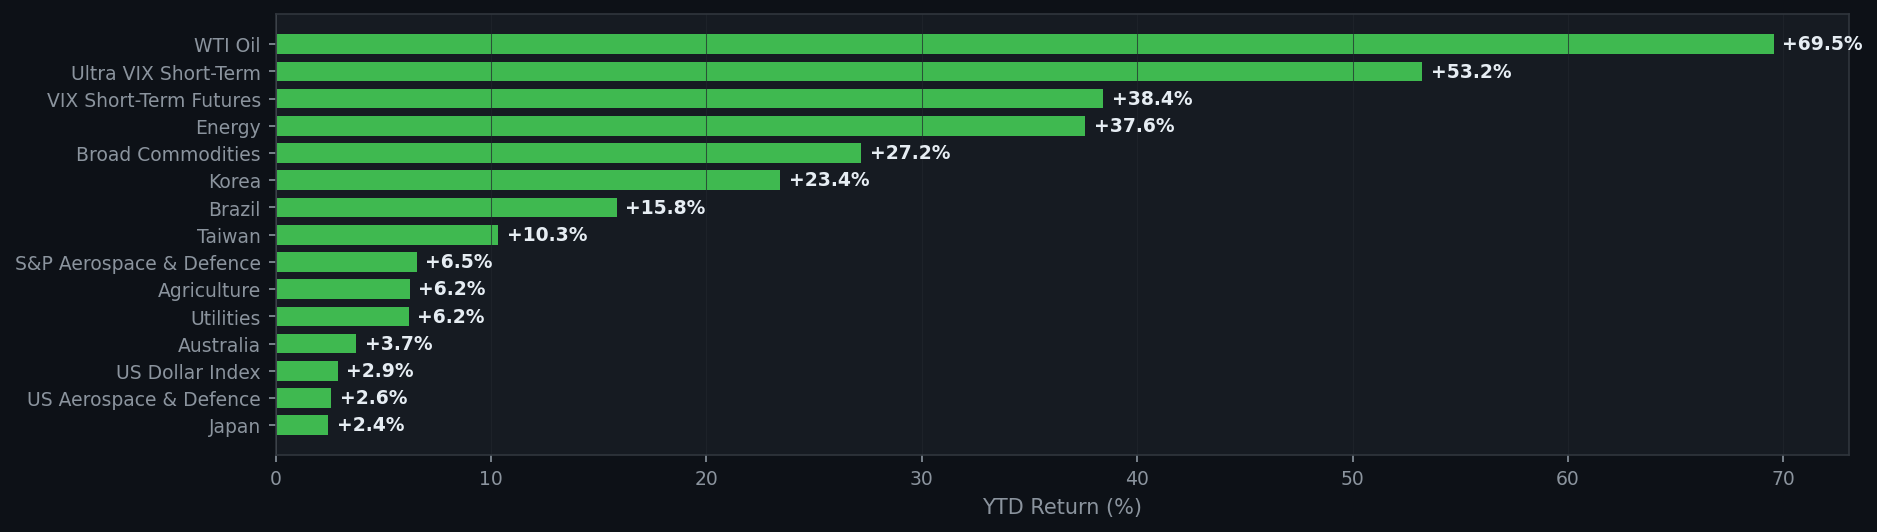 WTI Oil +69.5%
Ultra VIX Short-Term +53.2%
VIX Short-Term Futures +38.4%
Energy +37.6%
Broad Commodities +27.2%
Korea +23.4%
Brazil +15.8%
Taiwan +10.3%
S&P Aerospace & Defence +6.5%
Agriculture +6.2%
Utilities +6.2%
Australia +3.7%
US Dollar Index +2.9%
US Aerospace & Defence +2.6%
Japan +2.4%
0 10 20 30 40 50 60 70
YTD Return (%)